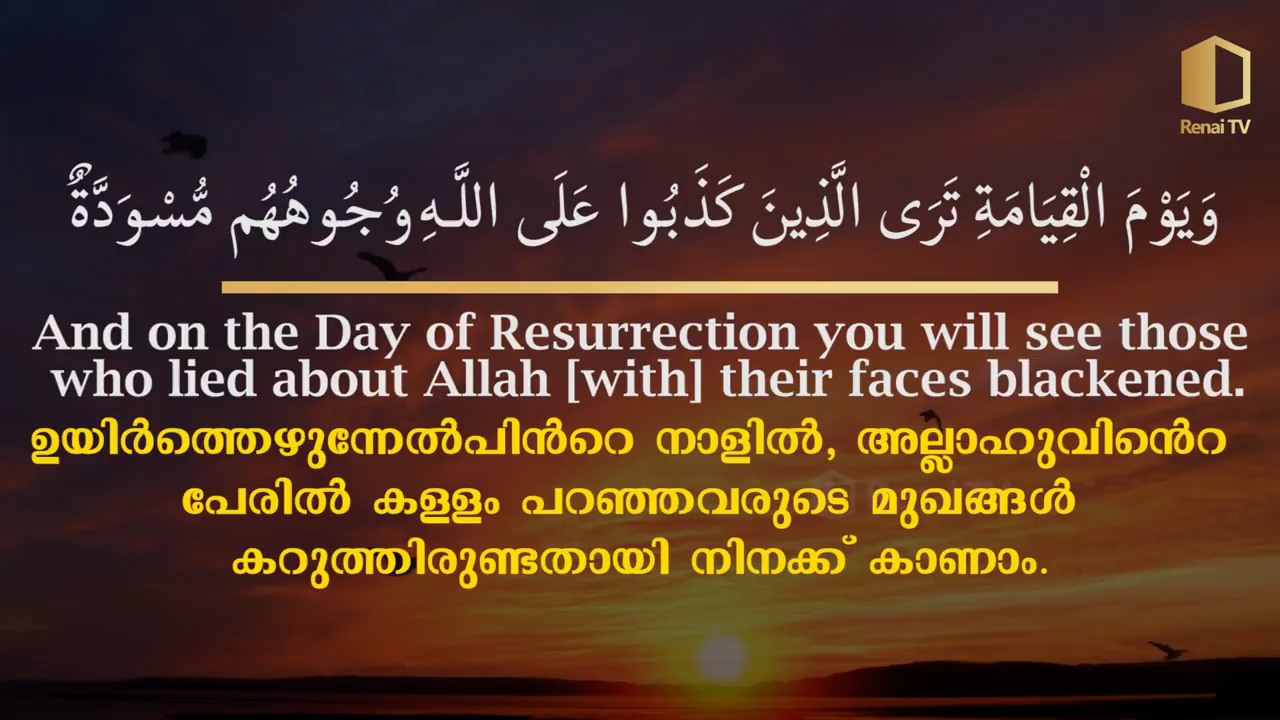 Renai TV
وَيَوْمَ الْقِيَامَةِ تَرَى الَّذِينَ كَذَبُوا عَلَى اللَّهِ وُجُوهُهُم مُّسْوَدَّةٌ
And on the Day of Resurrection you will see those
who lied about Allah [with] their faces blackened.
ഉയിർത്തെഴുന്നേൽപിൻറെ നാളിൽ, അല്ലാഹുവിൻെറ
പേരിൽ കള്ളം പറഞ്ഞവരുടെ മുഖങ്ങൾ
കറുത്തിരുണ്ടതായി നിനക്ക് കാണാം.